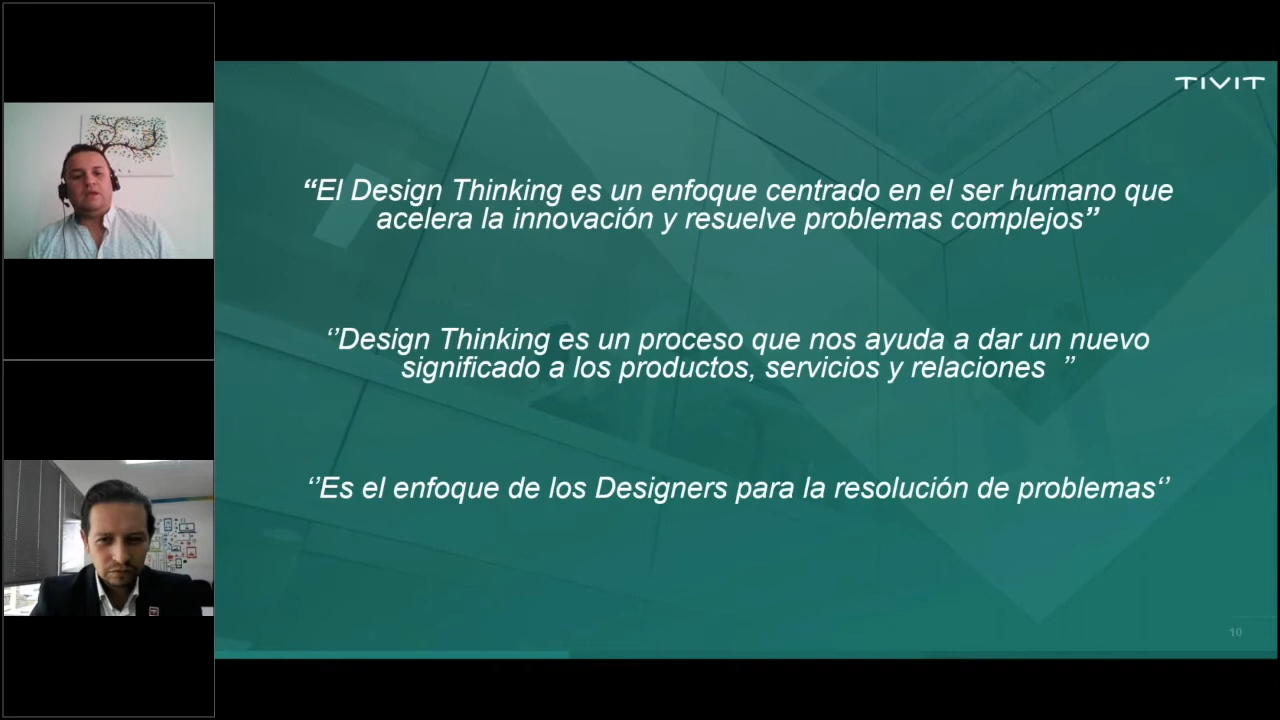 TIVIT
“El Design Thinking es un enfoque centrado en el ser humano que
acelera la innovación y resuelve problemas complejos”
‘’Design Thinking es un proceso que nos ayuda a dar un nuevo
significado a los productos, servicios y relaciones ’’
‘’Es el enfoque de los Designers para la resolución de problemas‘’
10